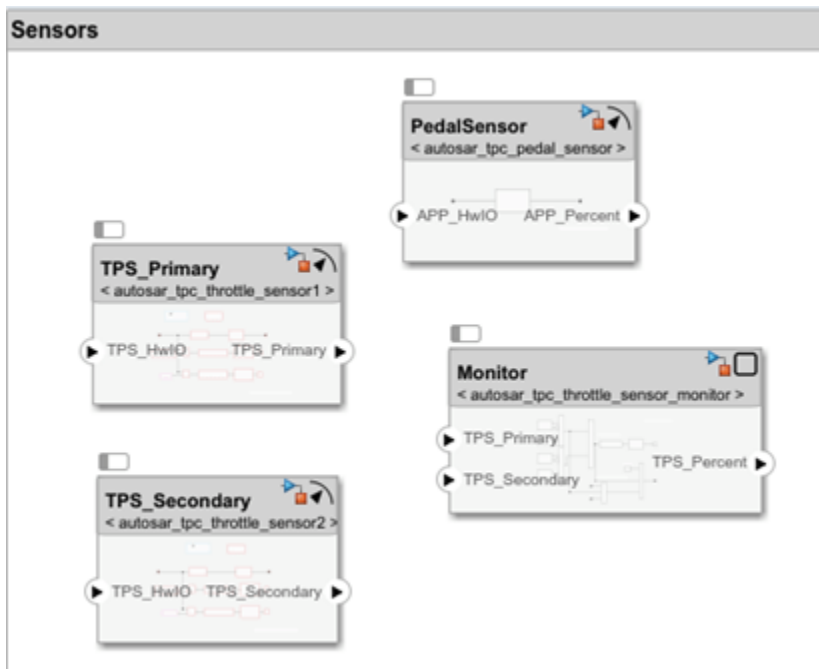 Sensors
PedalSensor
< autosar_tpc_pedal_sensor >
APP_HwIO APP_Percent
TPS_Primary
< autosar_tpc_throttle_sensor1 >
TPS_HwIO TPS_Primary
Monitor
< autosar_tpc_throttle_sensor_monitor >
TPS_Primary
TPS_Secondary
TPS_Percent
TPS_Secondary
< autosar_tpc_throttle_sensor2 >
TPS_HwIO TPS_Secondary